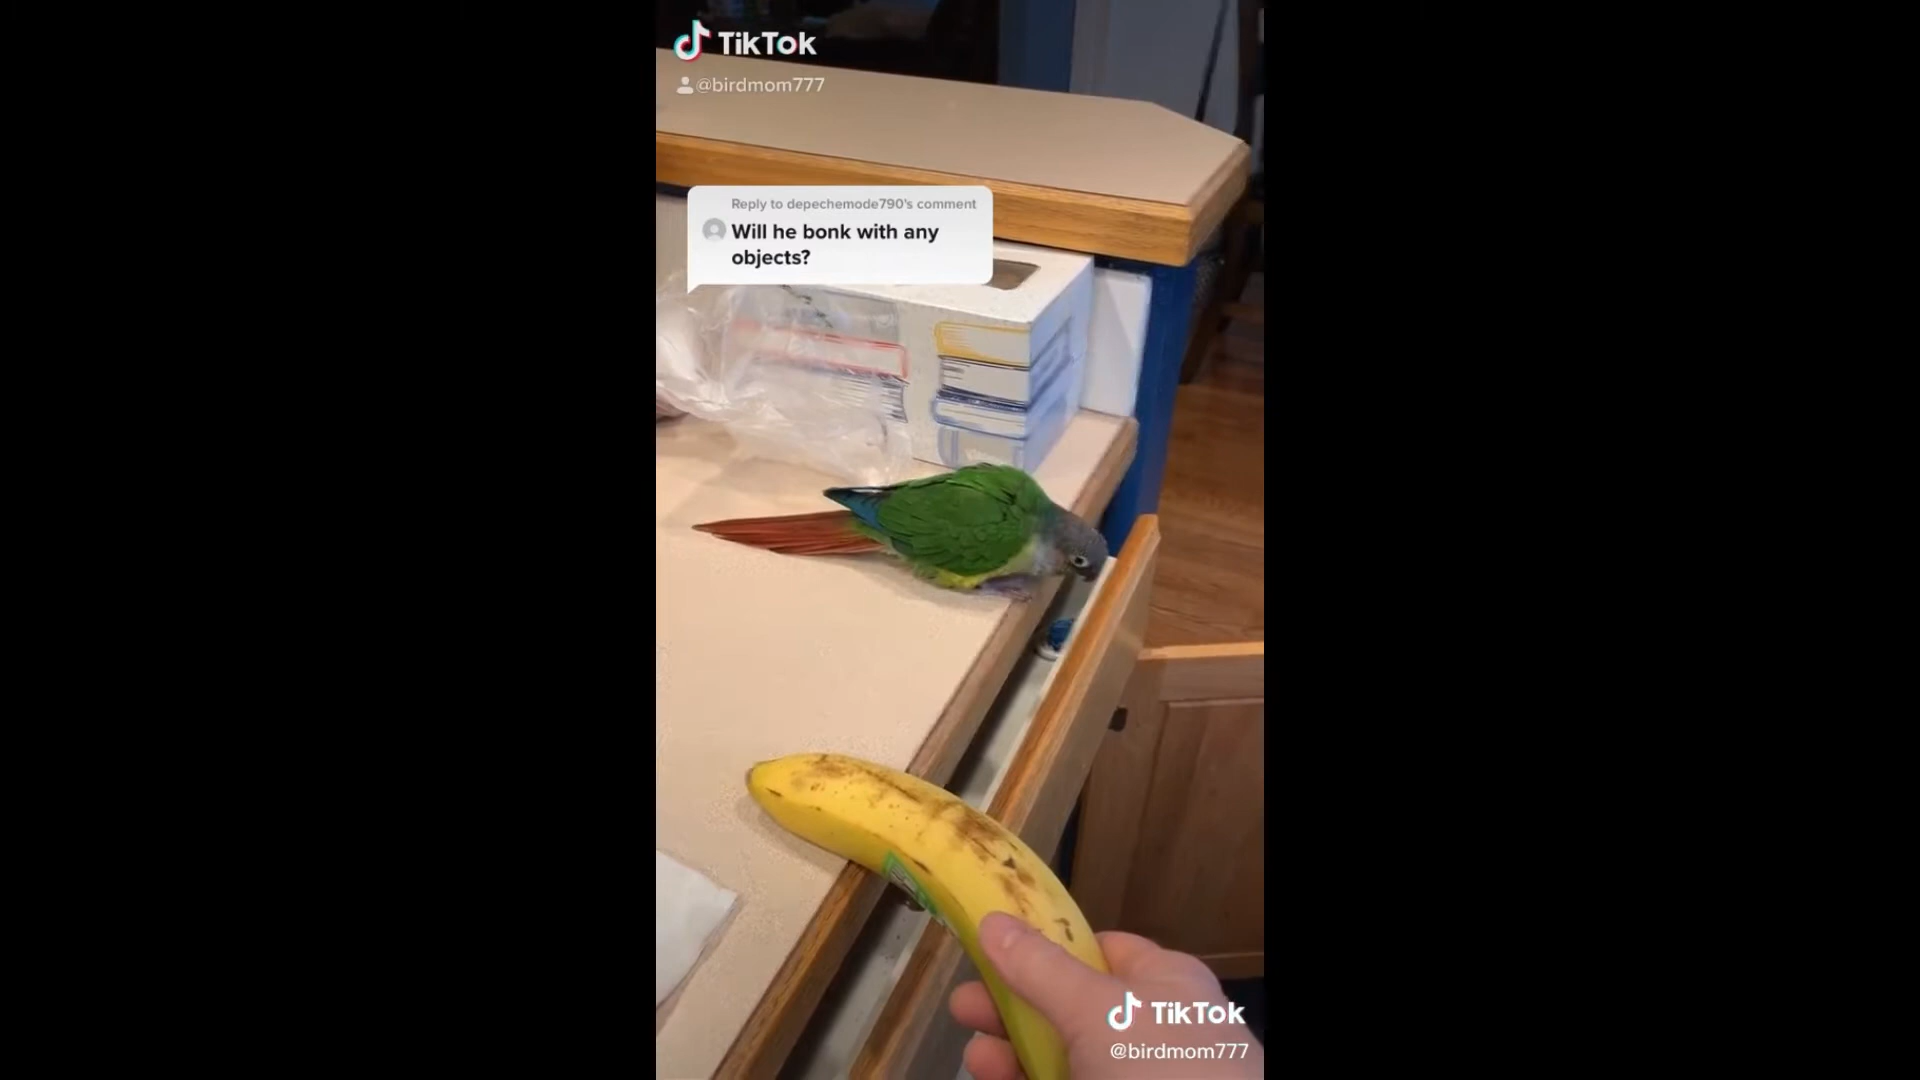 TikTok
@birdmom777
Reply to depechemode790's comment
Will he bonk with any
objects?
TikTok
@birdmom777